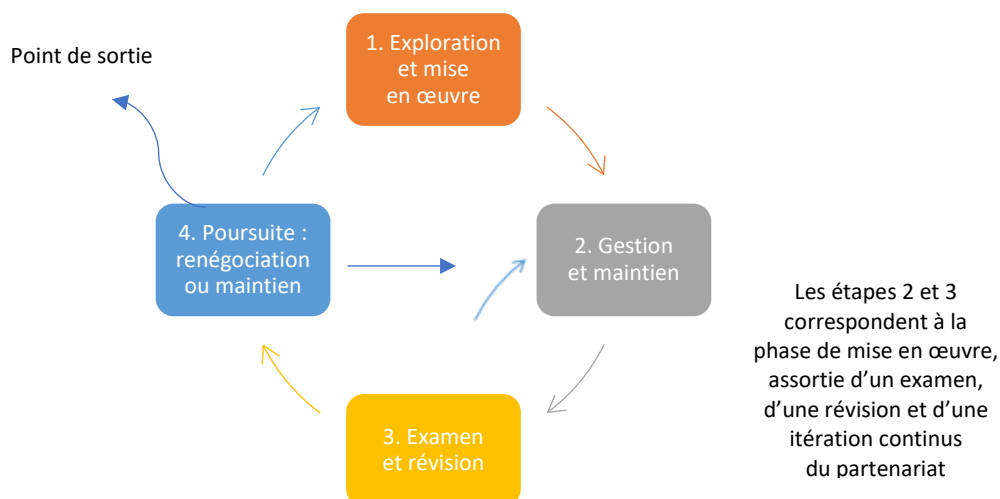 Point de sortie
1. Exploration
et mise
en œuvre
4. Poursuite :
renégociation
ou maintien
2. Gestion
et maintien
3. Examen
et révision
Les étapes 2 et 3
correspondent à la
phase de mise en œuvre,
assortie d’un examen,
d’une révision et d’une
itération continus
du partenariat